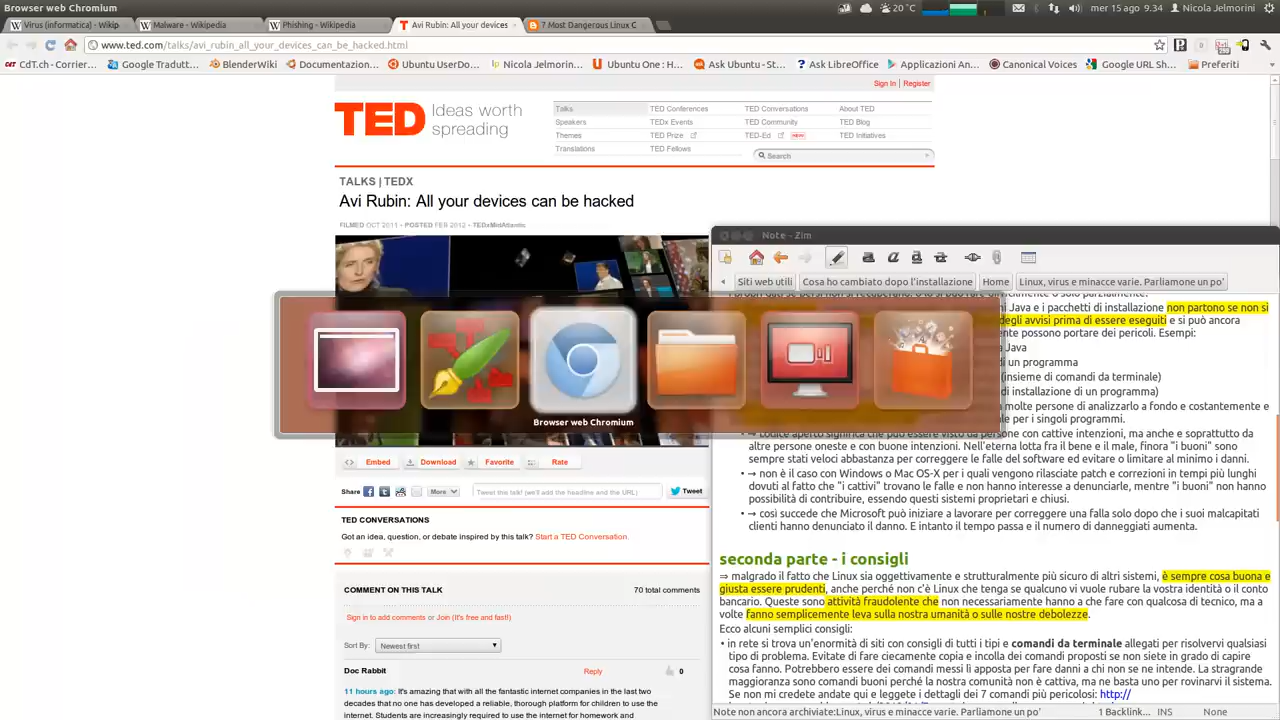 Browser web Chromium
20°C
mer 15 ago 9.34
Nicola Jelmorini
Virus (informatica) - Wikip
Malware - Wikipedia
Phishing - Wikipedia
Avi Rubin: All your devices
7 Most Dangerous Linux C
www.ted.com/talks/avi_rubin_all_your_devices_can_be_hacked.html
CdT.ch - Corrier...
Google Tradutt...
BlenderWiki
Documentazion...
Ubuntu UserDo...
Nicola Jelmorin...
Ubuntu One : H...
Ask Ubuntu - St...
Ask LibreOffice
Applicazioni An...
Canonical Voices
Google URL Sh...
Preferiti
Sign In | Register
TED
Ideas worth
spreading
Talks
TED Conferences
TED Conversations
About TED
Speakers
TEDx Events
TED Community
TED Blog
Themes
TED Prize
TED-Ed
NEW!
TED Initiatives
Translations
TED Fellows
Search
TALKS | TEDX
Avi Rubin: All your devices can be hacked
FILMED OCT 2011 • POSTED FEB 2012 • TEDxMidAtlantic
Note - Zim
Siti web utili
Cosa ho cambiato dopo l'installazione
Home
Linux, virus e minacce varie. Parliamone un po'
ni Java e i pacchetti di installazione non partono se non si
degli avvisi prima di essere eseguiti e si può ancora
ente possono portare dei pericoli. Esempi:
Java
di un programma
(insieme di comandi da terminale)
di installazione di un programma)
molte persone di analizzarlo a fondo e costantemente e
le per i singoli programmi.
Browser web Chromium
• → codice aperto significa che può essere visto da persone con cattive intenzioni, ma anche e soprattutto da
altre persone oneste e con buone intenzioni. Nell'eterna lotta fra il bene e il male, finora "i buoni" sono
sempre stati veloci abbastanza per correggere le falle del software ed evitare o limitare al minimo i danni.
• → non è il caso con Windows o Mac OS-X per i quali vengono rilasciate patch e correzioni in tempi più lunghi
dovuti al fatto che "i cattivi" trovano le falle e non hanno interesse a denunciarle, mentre "i buoni" non hanno
possibilità di contribuire, essendo questi sistemi proprietari e chiusi.
• → così succede che Microsoft può iniziare a lavorare per correggere una falla solo dopo che i suoi malcapitati
clienti hanno denunciato il danno. E intanto il tempo passa e il numero di danneggiati aumenta.
seconda parte - i consigli
⇒ malgrado il fatto che Linux sia oggettivamente e strutturalmente più sicuro di altri sistemi, è sempre cosa buona e
giusta essere prudenti, anche perché non c'è Linux che tenga se qualcuno vi vuole rubare la vostra identità o il conto
bancario. Queste sono attività fraudolente che non necessariamente hanno a che fare con qualcosa di tecnico, ma a
volte fanno semplicemente leva sulla nostra umanità o sulle nostre debolezze.
Ecco alcuni semplici consigli:
• in rete si trova un'enormità di siti con consigli di tutti i tipi e comandi da terminale allegati per risolvervi qualsiasi
tipo di problema. Evitate di fare ciecamente copia e incolla dei comandi proposti se non siete in grado di capire
cosa fanno. Potrebbero essere dei comandi messi lì apposta per fare danni a chi non se ne intende. La stragrande
maggioranza sono comandi buoni perché la nostra comunità non è cattiva, ma ne basta uno per rovinarvi il sistema.
Se non mi credete andate qui e leggete i dettagli dei 7 comandi più pericolosi: http://
Note non ancora archiviate:Linux, virus e minacce varie. Parliamone un po'
1 Backlink...
INS
None
Embed
Download
Favorite
Rate
Share
More
Tweet the talk! (we'll add the headline and the URL)
Tweet
TED CONVERSATIONS
Got an idea, question, or debate inspired by this talk? Start a TED Conversation.
COMMENT ON THIS TALK
70 total comments
Sign in to add comments or Join (It's free and fast!)
Sort By:
Newest first
Doc Rabbit
Reply
0
11 hours ago: It's amazing that with all the fantastic internet companies in the last two
decades that no one has developed a reliable, thorough platform for children to use the
internet. Students are increasingly required to use the internet for homework and